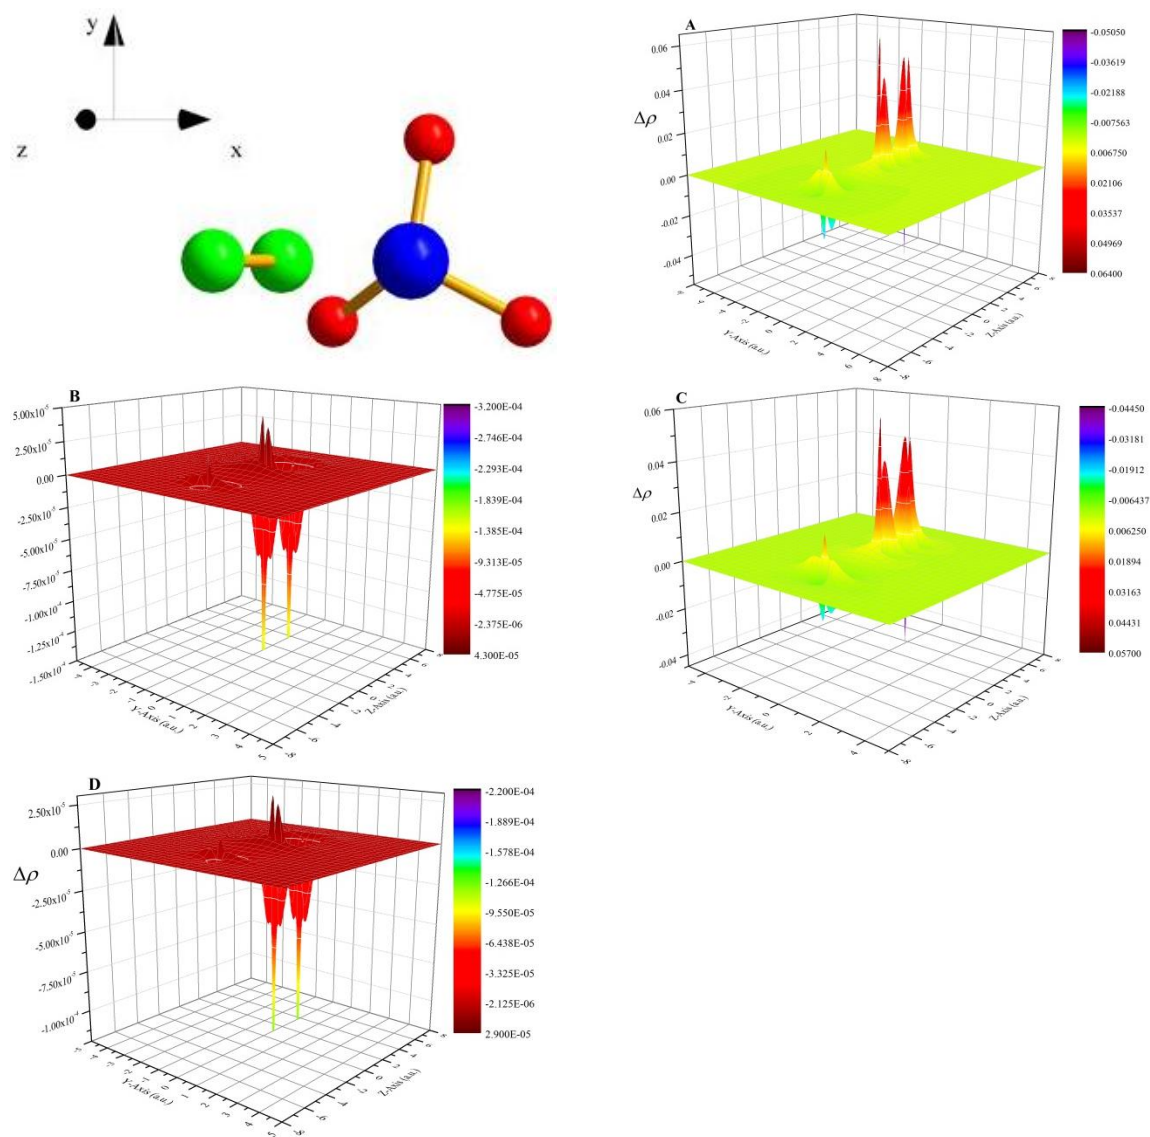 y
z
x
A
0.06
0.04
0.02
0.00
-0.02
-0.04
Δρ
Y-Axis (a.u.)
Z-Axis (a.u.)
-0.05050
-0.03619
-0.02188
-0.007563
0.006750
0.02106
0.03537
0.04969
0.06400
B
5.00x10⁻⁵
2.50x10⁻⁵
0.00
-2.50x10⁻⁵
-5.00x10⁻⁵
-7.50x10⁻⁵
-1.00x10⁻⁴
-1.25x10⁻⁴
-1.50x10⁻⁴
Y-Axis (a.u.)
Z-Axis (a.u.)
-3.200E-04
-2.746E-04
-2.293E-04
-1.839E-04
-1.385E-04
-9.313E-05
-4.775E-05
-2.375E-06
4.300E-05
C
0.06
0.04
0.02
0.00
-0.02
-0.04
Δρ
Y-Axis (a.u.)
Z-Axis (a.u.)
-0.04450
-0.03181
-0.01912
-0.006437
0.006250
0.01894
0.03163
0.04431
0.05700
D
2.50x10⁻⁵
0.00
-2.50x10⁻⁵
-5.00x10⁻⁵
-7.50x10⁻⁵
-1.00x10⁻⁴
Δρ
Y-Axis (a.u.)
Z-Axis (a.u.)
-2.200E-04
-1.889E-04
-1.578E-04
-1.266E-04
-9.550E-05
-6.438E-05
-3.325E-05
-2.125E-06
2.900E-05